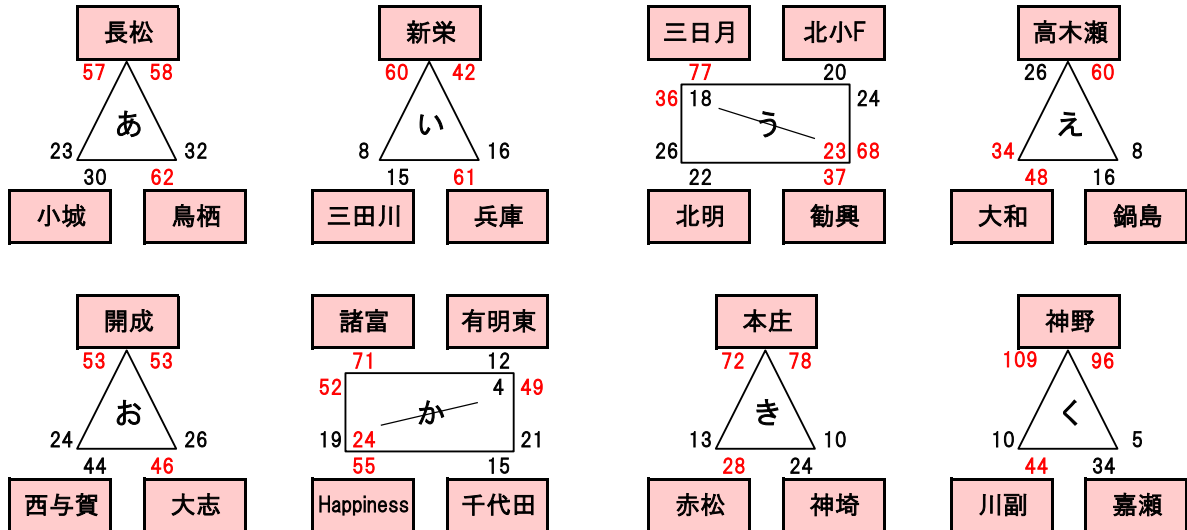 長松 新栄 三日月 北小F 高木瀬
57 58 60 42 77 20 26 60
36 18 24
あ い う え
23 32 8 16 26 23 68 34 8
30 62 15 61 22 37 48 16
小城 鳥栖 三田川 兵庫 北明 勧興 大和 鍋島
開成 諸富 有明東 本庄 神野
53 53 71 12 72 78 109 96
52 4 49
お か き く
24 26 19 24 21 13 10 10 5
44 46 55 15 28 24 44 34
西与賀 大志 Happiness 千代田 赤松 神埼 川副 嘉瀬